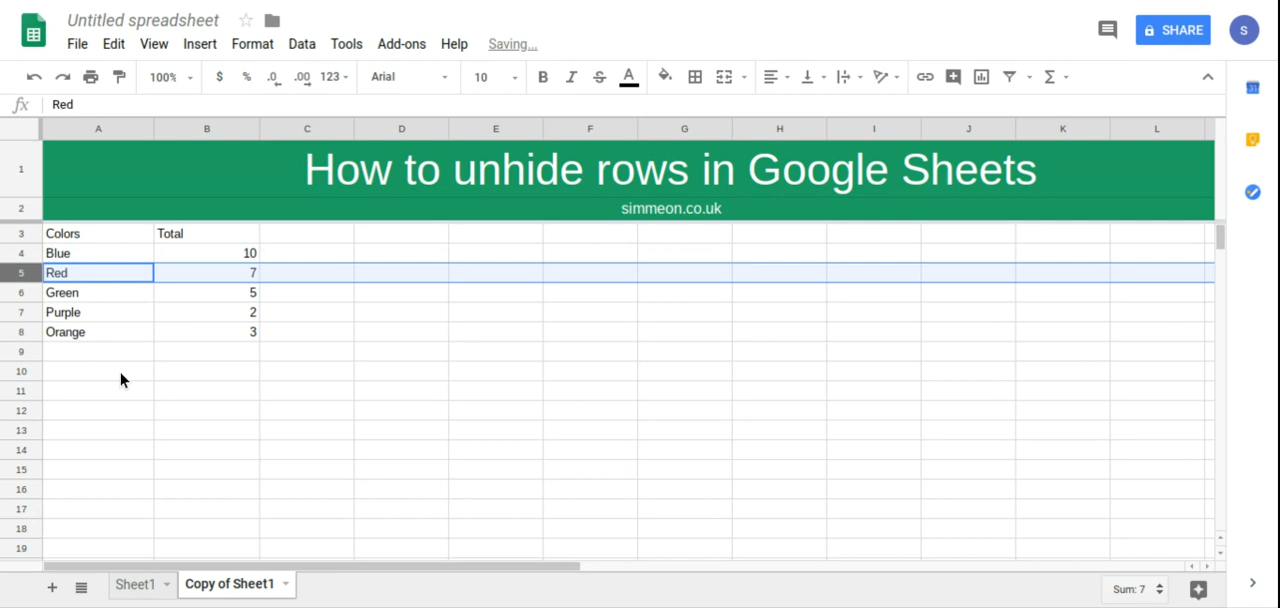 Untitled spreadsheet
File Edit View Insert Format Data Tools Add-ons Help Saving...
SHARE S
100% $ % .0 .00 123 Arial 10 B I S A
31
fx Red
A B C D E F G H I J K L
1 How to unhide rows in Google Sheets
2 simmeon.co.uk
3 Colors Total
4 Blue 10
5 Red 7
6 Green 5
7 Purple 2
8 Orange 3
9
10
11
12
13
14
15
16
17
18
19
Sheet1 Copy of Sheet1 Sum: 7